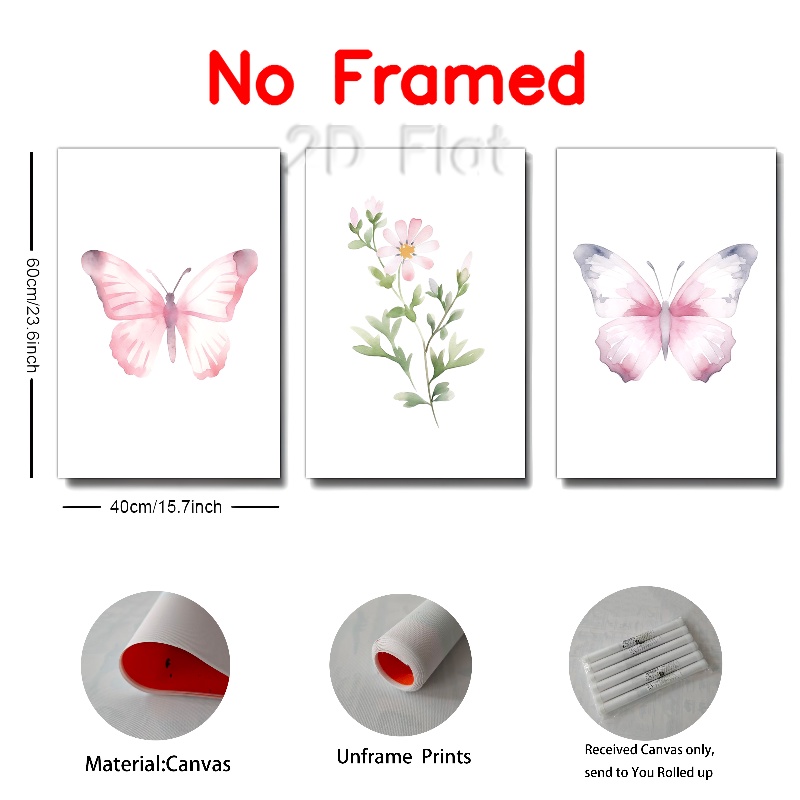 No Framed
2D Flat
60cm/23.6inch
40cm/15.7inch
Material:Canvas
Unframe Prints
Received Canvas only,
send to You Rolled up